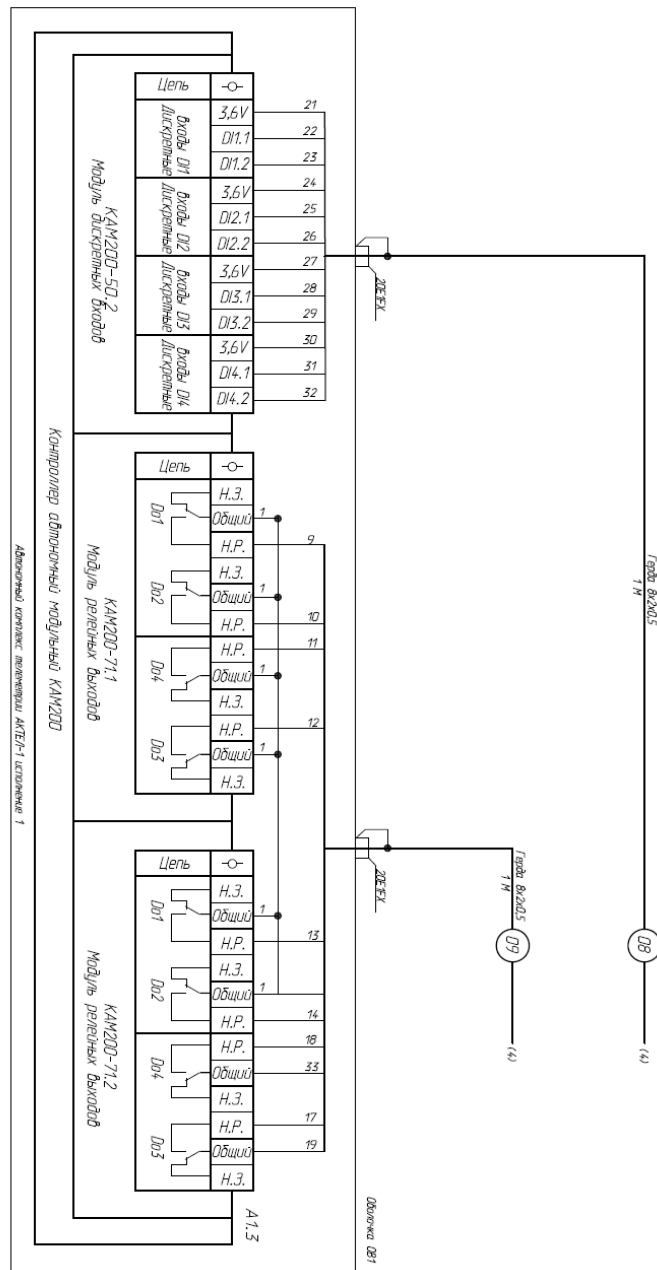 Цепь
3,6V
21
DI1.1
22
DI1.2
23
3,6V
24
DI2.1
25
DI2.2
26
3,6V
27
DI3.1
28
DI3.2
29
3,6V
30
DI4.1
31
DI4.2
32
Дискретные
входы DI1
Дискретные
входы DI2
Дискретные
входы DI3
Дискретные
входы DI4
КАМ200-50.2
Модуль дискретных входов
20E1FX
Герда 8х2х0,5
1 М
08
(4)
Цепь
Н.З.
Общий
1
Н.Р.
9
Н.З.
Общий
1
Н.Р.
10
Н.Р.
11
Общий
1
Н.З.
Н.Р.
12
Общий
1
Н.З.
Do1
Do2
Do4
Do3
КАМ200-71.1
Модуль релейных выходов
20E1FX
Герда 8х2х0,5
1 М
09
(4)
Цепь
Н.З.
Общий
1
Н.Р.
13
Н.З.
Общий
1
Н.Р.
14
Н.Р.
18
Общий
33
Н.З.
Н.Р.
17
Общий
19
Н.З.
Do1
Do2
Do4
Do3
КАМ200-71.2
Модуль релейных выходов
Контроллер автономный модульный КАМ200
Автономный комплекс телеметрии АКТЕЛ-1 исполнение 1
А1.3
Оболочка ОВ1